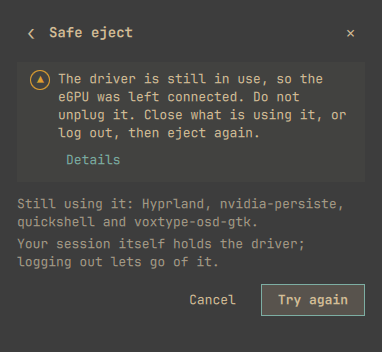 Safe eject
The driver is still in use, so the
eGPU was left connected. Do not
unplug it. Close what is using it, or
log out, then eject again.
Details
Still using it: Hyprland, nvidia-persiste,
quickshell and voxtype-osd-gtk.
Your session itself holds the driver;
logging out lets go of it.
Cancel
Try again